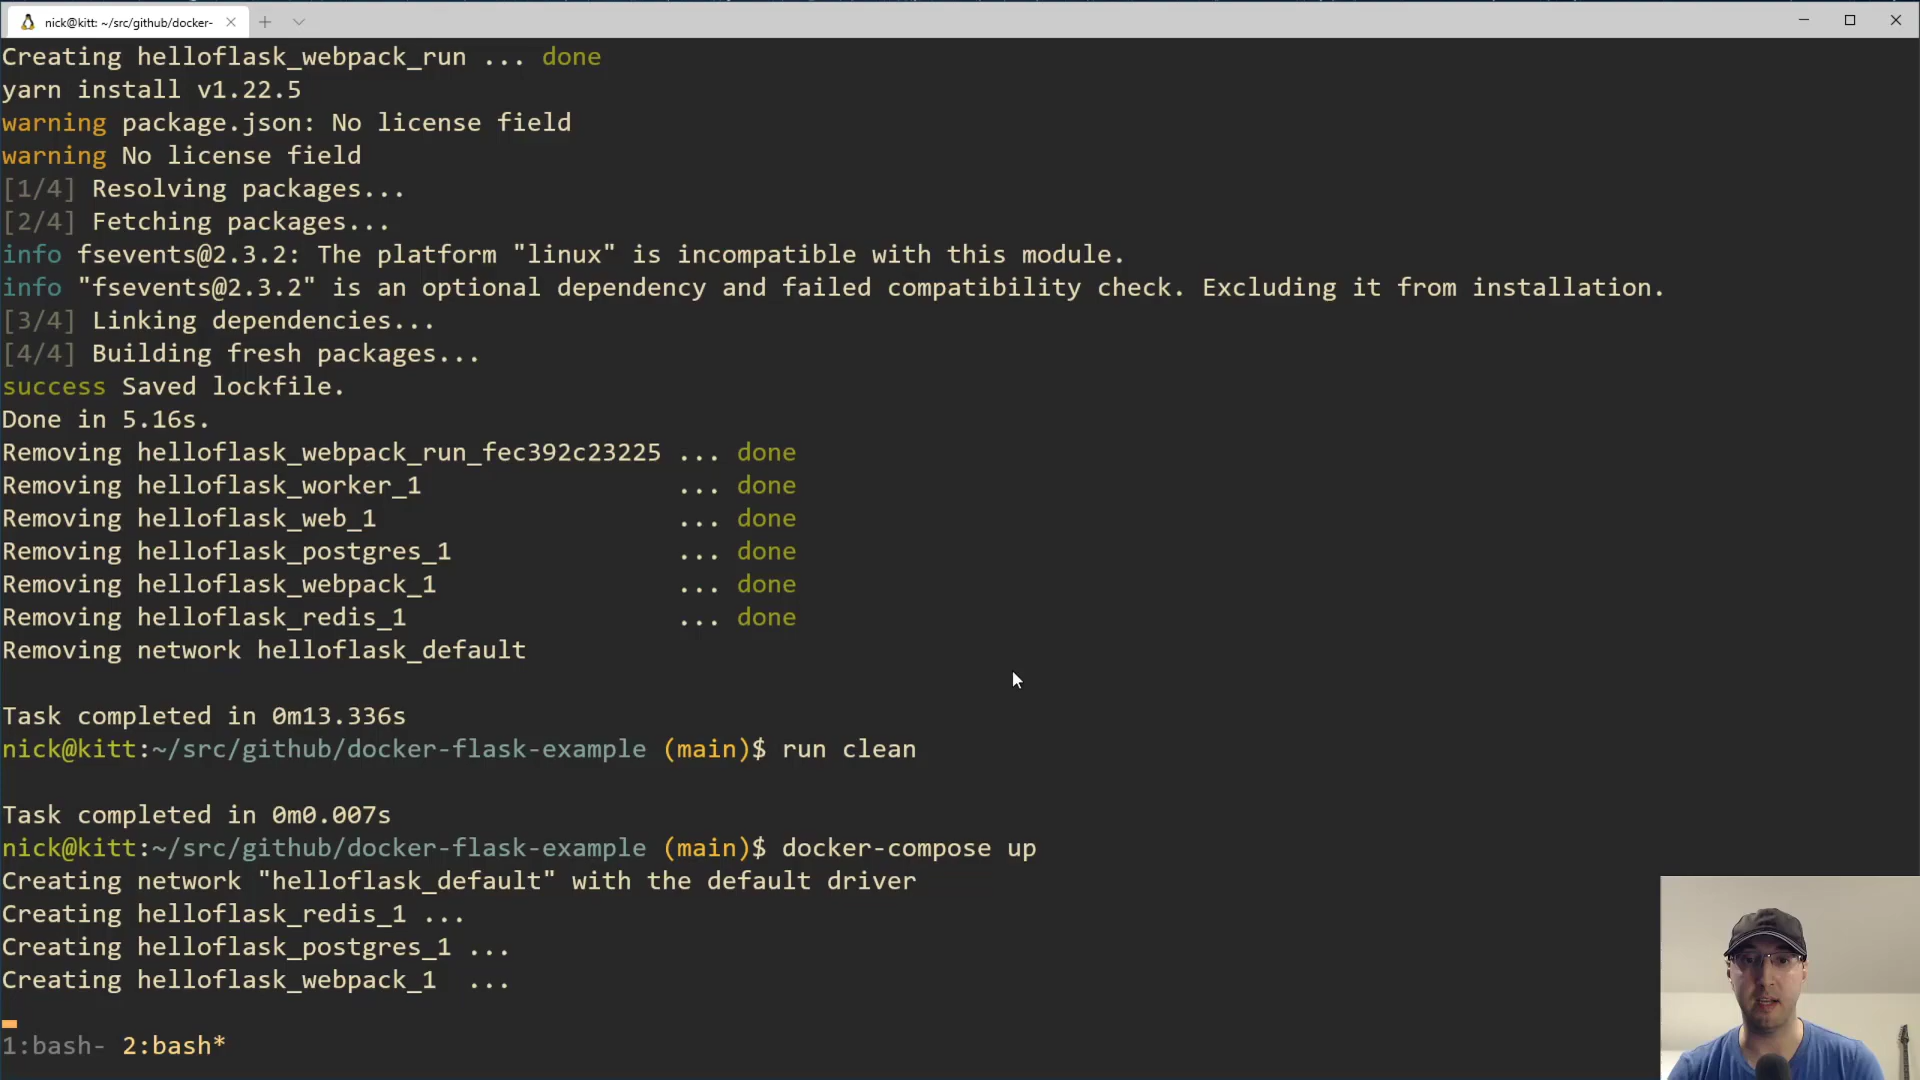 nick@kitt: ~/src/github/docker-
Creating helloflask_webpack_run ... done
yarn install v1.22.5
warning package.json: No license field
warning No license field
[1/4] Resolving packages...
[2/4] Fetching packages...
info fsevents@2.3.2: The platform "linux" is incompatible with this module.
info "fsevents@2.3.2" is an optional dependency and failed compatibility check. Excluding it from installation.
[3/4] Linking dependencies...
[4/4] Building fresh packages...
success Saved lockfile.
Done in 5.16s.
Removing helloflask_webpack_run_fec392c23225 ... done
Removing helloflask_worker_1 ... done
Removing helloflask_web_1 ... done
Removing helloflask_postgres_1 ... done
Removing helloflask_webpack_1 ... done
Removing helloflask_redis_1 ... done
Removing network helloflask_default
Task completed in 0m13.336s
nick@kitt:~/src/github/docker-flask-example (main)$ run clean
Task completed in 0m0.007s
nick@kitt:~/src/github/docker-flask-example (main)$ docker-compose up
Creating network "helloflask_default" with the default driver
Creating helloflask_redis_1 ...
Creating helloflask_postgres_1 ...
Creating helloflask_webpack_1 ...
1:bash- 2:bash*